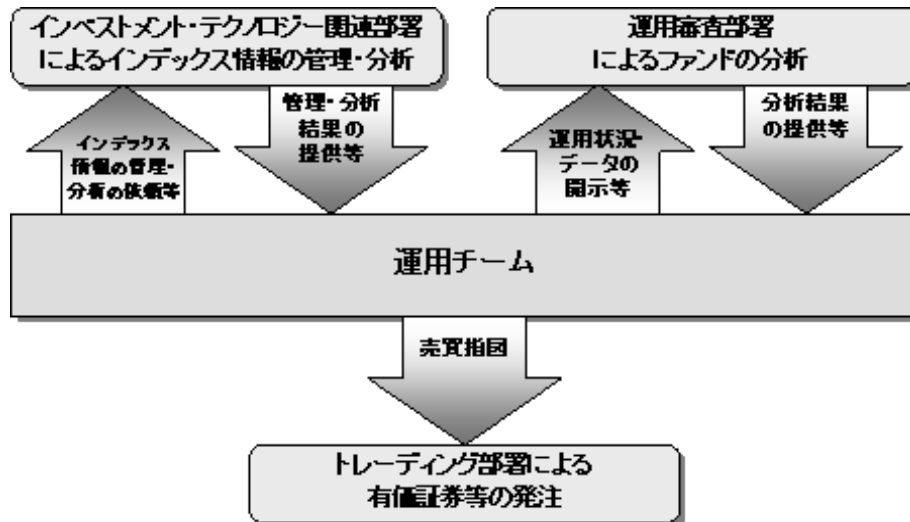 インベストメント・テクノロジー関連部署
によるインデックス情報の管理・分析
運用審査部署
によるファンドの分析
インデックス
情報の管理・
分析の依頼等
管理・分析
結果の
提供等
運用状況・
データの
開示等
分析結果
の提供等
運用チーム
売買指図
トレーディング部署による
有価証券等の発注